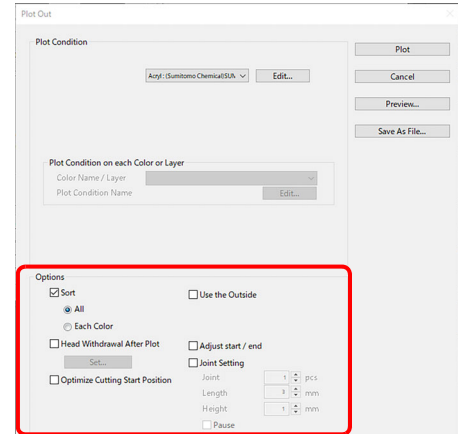 Plot Out
Plot Condition
Plot
Acryl : (Sumitomo Chemical)SUN
Edit...
Cancel
Preview...
Save As File...
Plot Condition on each Color or Layer
Color Name / Layer
Plot Condition Name
Edit...
Options
Sort
Use the Outside
All
Each Color
Head Withdrawal After Plot
Adjust start / end
Set...
Joint Setting
Optimize Cutting Start Position
Joint 1 pcs
Length 3 mm
Height 1 mm
Pause